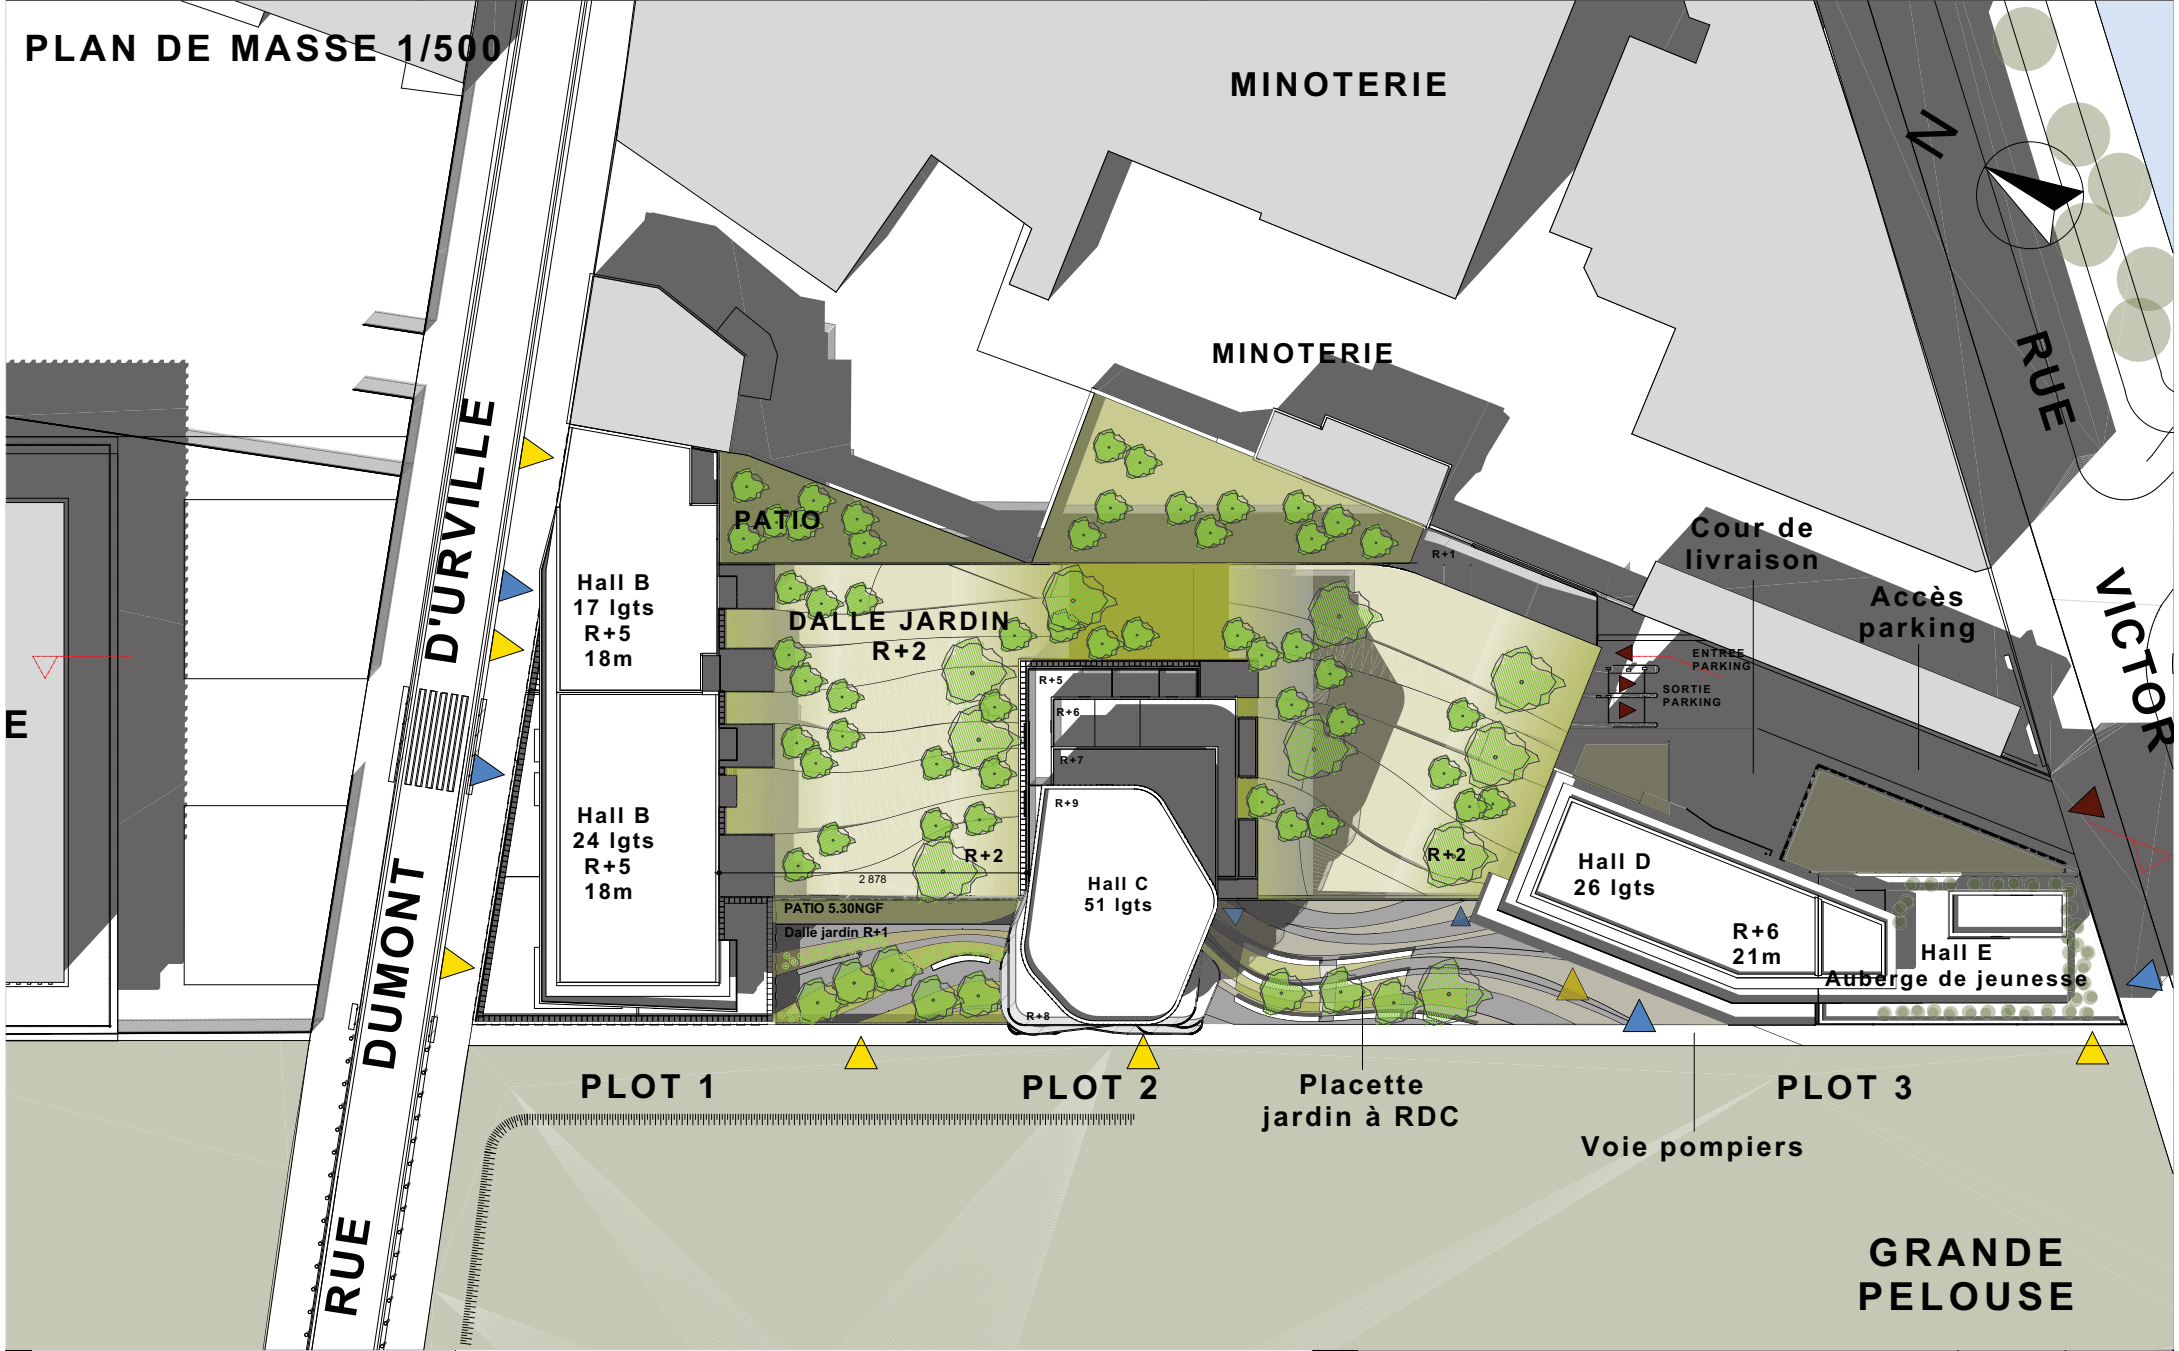 PLAN DE MASSE 1/500
MINOTERIE
N
RUE
VICTOR
MINOTERIE
RUE
DUMONT
D'URVILLE
E
PATIO
Hall B
17 lgts
R+5
18m
DALLE JARDIN
R+2
R+1
Cour de
livraison
Accès
parking
ENTREE
PARKING
SORTIE
PARKING
R+5
R+6
R+7
R+9
Hall B
24 lgts
R+5
18m
R+2
2 878
Hall C
51 lgts
R+2
Hall D
26 lgts
R+6
21m
Hall E
Auberge de jeunesse
PATIO 5.30NGF
Dalle jardin R+1
R+8
PLOT 1
PLOT 2
Placette
jardin à RDC
PLOT 3
Voie pompiers
GRANDE
PELOUSE